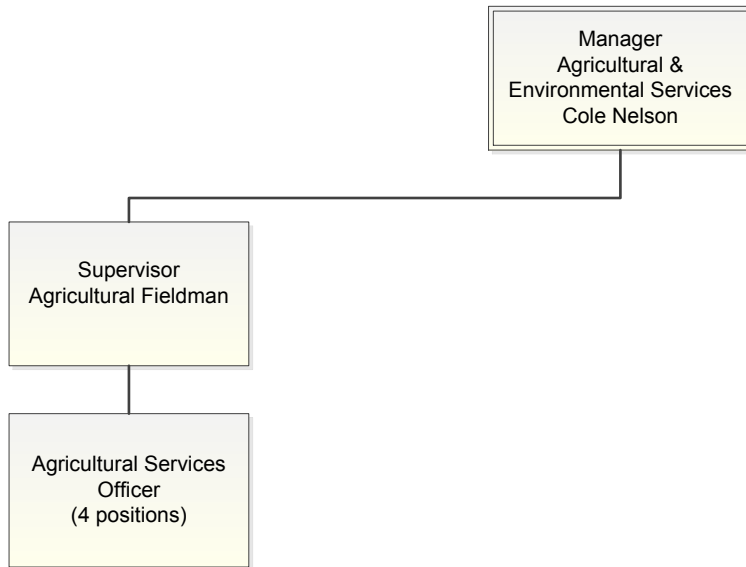 Manager
Agricultural &
Environmental Services
Cole Nelson
Supervisor
Agricultural Fieldman
Agricultural Services
Officer
(4 positions)